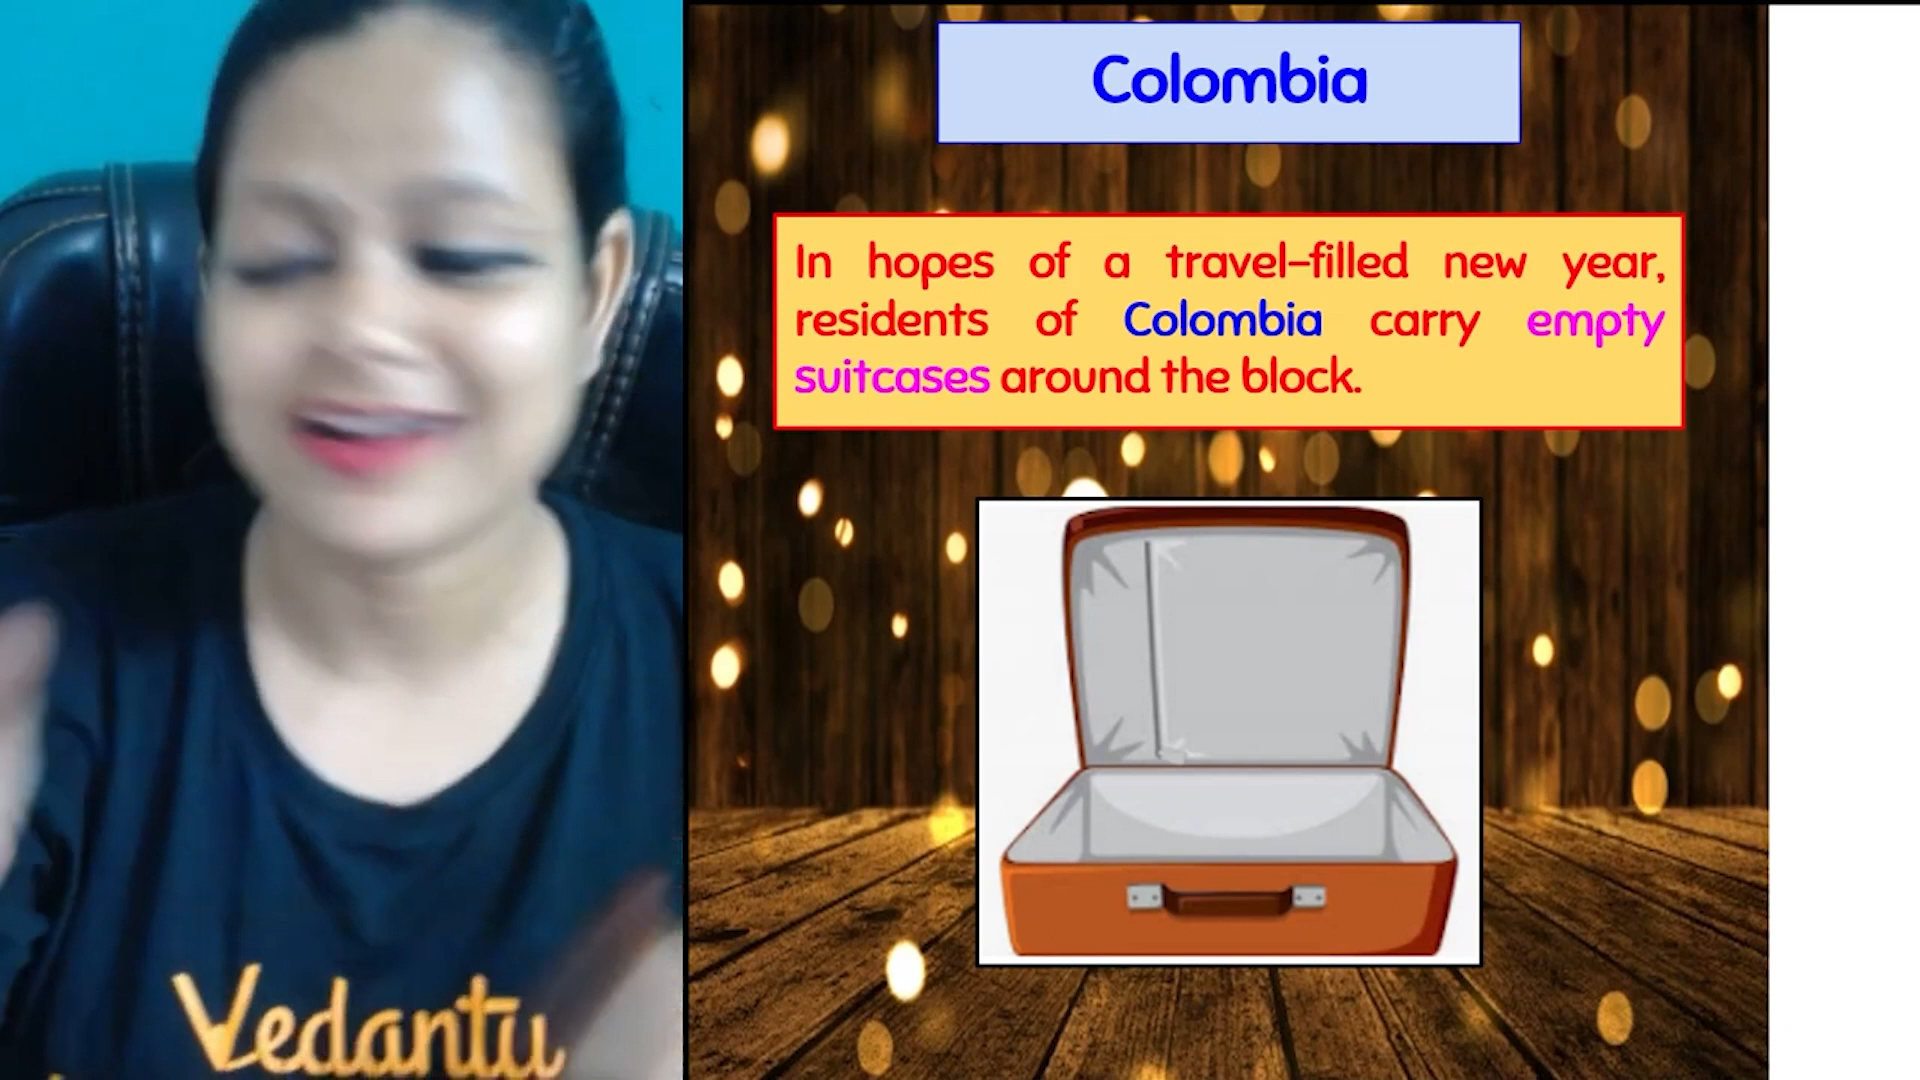 Colombia
In hopes of a travel-filled new year,
residents of Colombia carry empty
suitcases around the block.
Vedantu